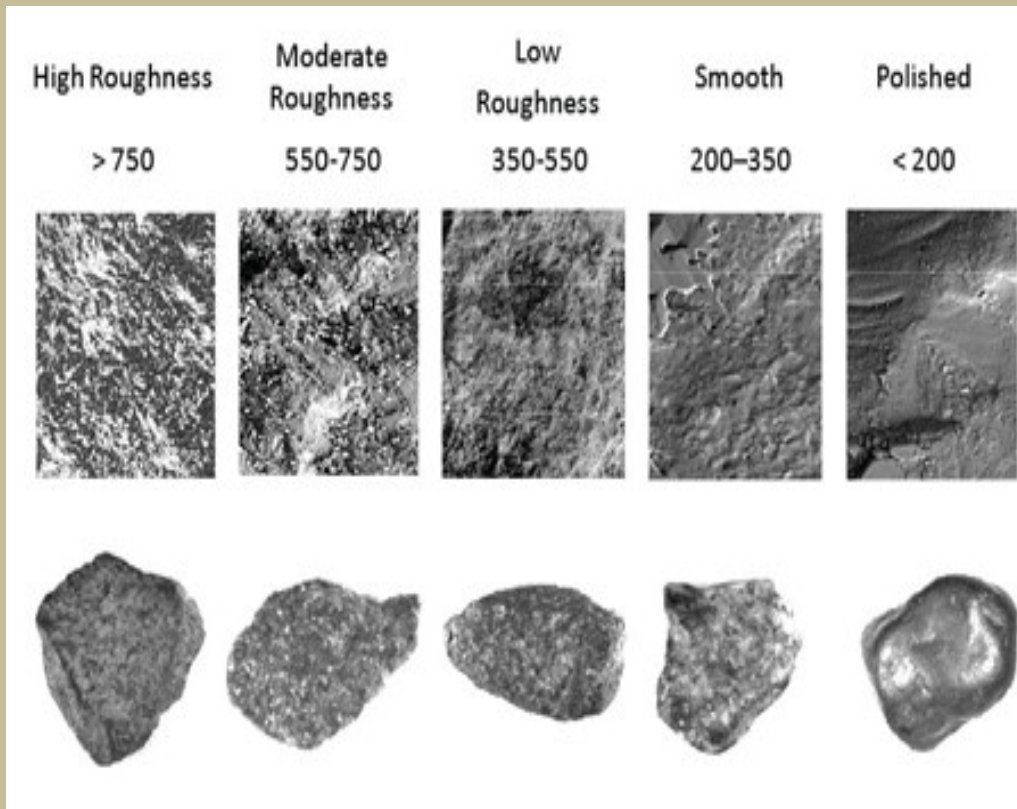 High Roughness
Moderate
Roughness
Low
Roughness
Smooth
Polished
> 750
550-750
350-550
200–350
< 200